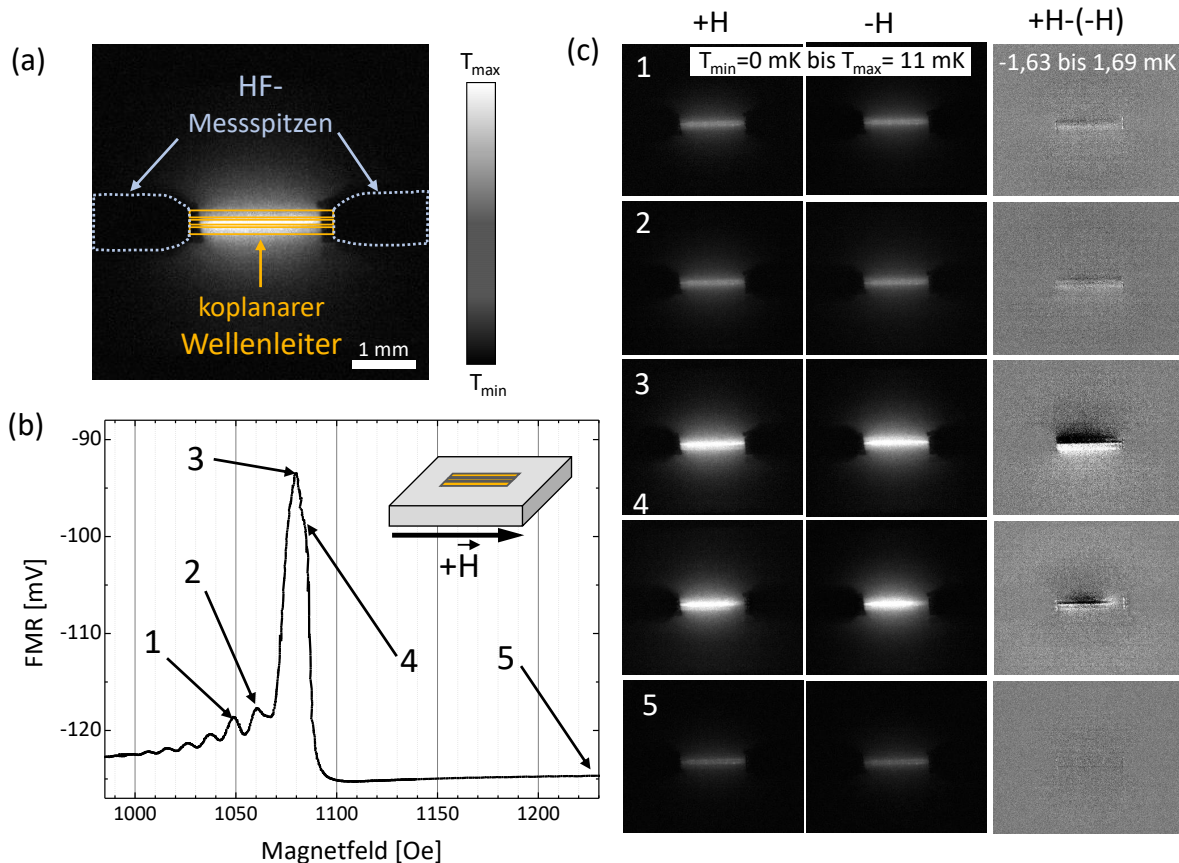 (a)
T_max
HF-
Messspitzen
koplanarer
Wellenleiter
1 mm
T_min
(b)
-90
-100
-110
-120
FMR [mV]
3
2
1
4
5
+H
1000
1050
1100
1150
1200
Magnetfeld [Oe]
(c)
+H
-H
+H-(-H)
1
T_min=0 mK bis T_max= 11 mK
-1,63 bis 1,69 mK
2
3
4
5